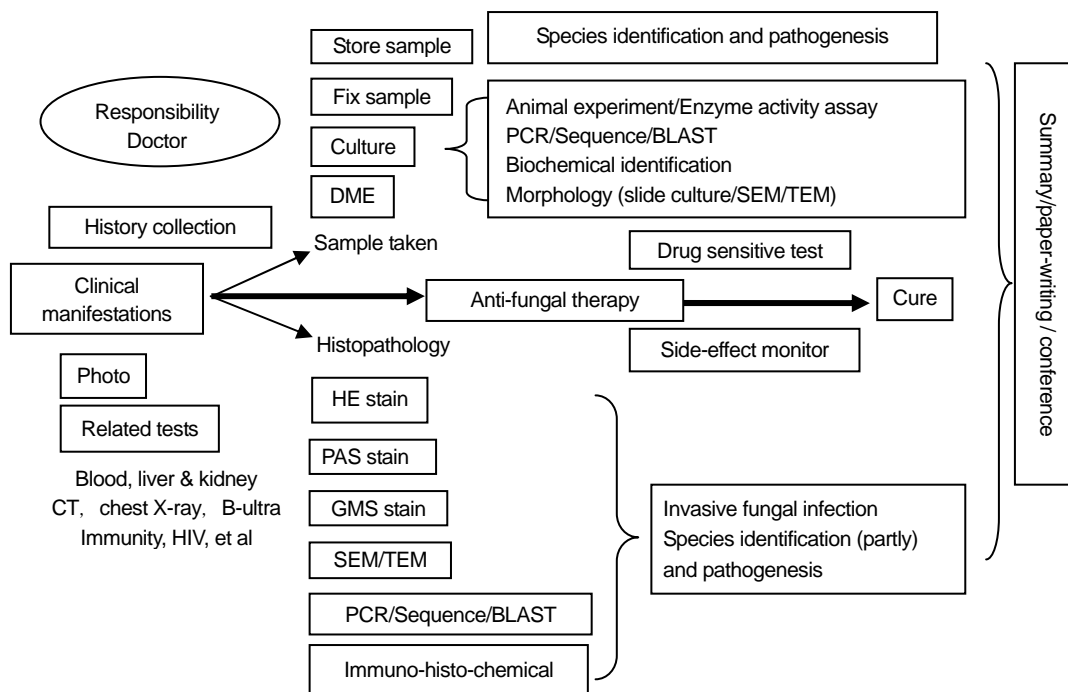 Store sample
Species identification and pathogenesis
Responsibility
Doctor
Fix sample
Culture
DME
Animal experiment/Enzyme activity assay
PCR/Sequence/BLAST
Biochemical identification
Morphology (slide culture/SEM/TEM)
History collection
Sample taken
Drug sensitive test
Clinical
manifestations
Anti-fungal therapy
Cure
Histopathology
Side-effect monitor
Photo
Related tests
Blood, liver & kidney
CT, chest X-ray, B-ultra
Immunity, HIV, et al
HE stain
PAS stain
GMS stain
SEM/TEM
PCR/Sequence/BLAST
Immuno-histo-chemical
Invasive fungal infection
Species identification (partly)
and pathogenesis
Summary/paper-writing / conference